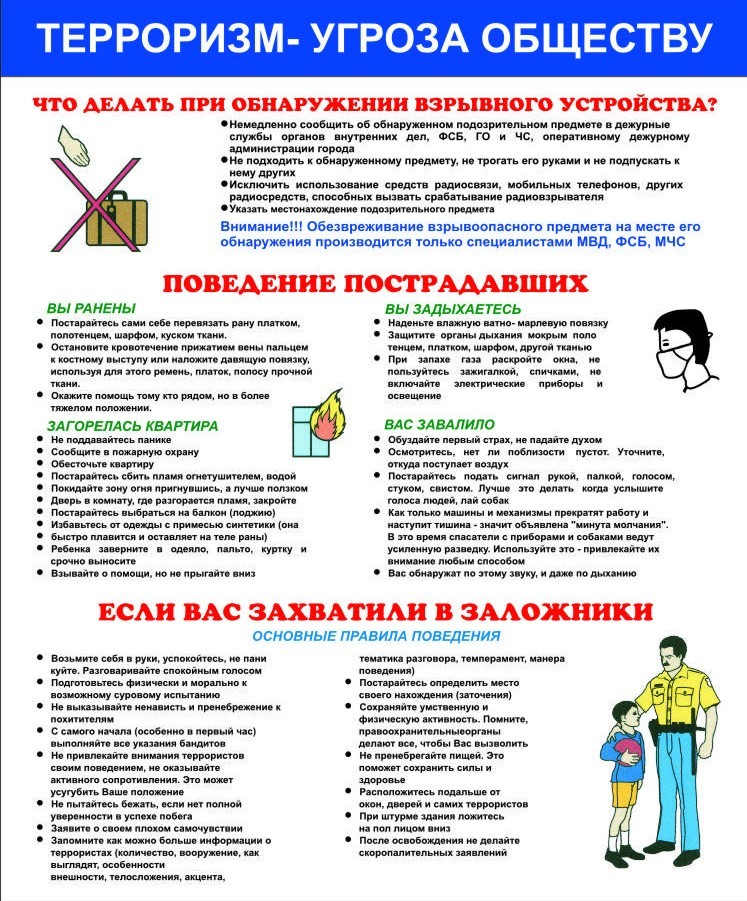 ТЕРРОРИЗМ- УГРОЗА ОБЩЕСТВУ
ЧТО ДЕЛАТЬ ПРИ ОБНАРУЖЕНИИ ВЗРЫВНОГО УСТРОЙСТВА?
●Немедленно сообщить об обнаруженном подозрительном предмете в дежурные
службы органов внутренних дел, ФСБ, ГО и ЧС, оперативному дежурному
администрации города
●Не подходить к обнаруженному предмету, не трогать его руками и не подпускать к
нему других
●Исключить использование средств радиосвязи, мобильных телефонов, других
радиосредств, способных вызвать срабатывание радиовзрывателя
●Указать местонахождение подозрительного предмета
Внимание!!! Обезвреживание взрывоопасного предмета на месте его
обнаружения производится только специалистами МВД, ФСБ, МЧС
ПОВЕДЕНИЕ ПОСТРАДАВШИХ
ВЫ РАНЕНЫ
● Постарайтесь сами себе перевязать рану платком,
полотенцем, шарфом, куском ткани.
● Остановите кровотечение прижатием вены пальцем
к костному выступу или наложите давящую повязку,
используя для этого ремень, платок, полосу прочной
ткани.
● Окажите помощь тому кто рядом, но в более
тяжелом положении.
ЗАГОРЕЛАСЬ КВАРТИРА
● Не поддавайтесь панике
● Сообщите в пожарную охрану
● Обесточьте квартиру
● Постарайтесь сбить пламя огнетушителем, водой
● Покидайте зону огня пригнувшись, а лучше ползком
● Дверь в комнату, где разгорается пламя, закройте
● Постарайтесь выбраться на балкон (лоджию)
● Избавьтесь от одежды с примесью синтетики (она
● быстро плавится и оставляет на теле раны)
● Ребенка заверните в одеяло, пальто, куртку и
● срочно выносите
● Взывайте о помощи, но не прыгайте вниз
ВЫ ЗАДЫХАЕТЕСЬ
● Наденьте влажную ватно- марлевую повязку
● Защитите органы дыхания мокрым поло
тенцем, платком, шарфом, другой тканью
● При запахе газа раскройте окна, не
пользуйтесь зажигалкой, спичками, не
включайте электрические приборы и
освещение
ВАС ЗАВАЛИЛО
● Обуздайте первый страх, не падайте духом
● Осмотритесь, нет ли поблизости пустот. Уточните,
откуда поступает воздух
● Постарайтесь подать сигнал рукой, палкой, голосом,
стуком, свистом. Лучше это делать когда услышите
голоса людей, лай собак
● Как только машины и механизмы прекратят работу и
наступит тишина - значит объявлена "минута молчания".
В это время спасатели с приборами и собаками ведут
усиленную разведку. Используйте это - привлекайте их
внимание любым способом
● Вас обнаружат по этому звуку, и даже по дыханию
ЕСЛИ ВАС ЗАХВАТИЛИ В ЗАЛОЖНИКИ
ОСНОВНЫЕ ПРАВИЛА ПОВЕДЕНИЯ
● Возьмите себя в руки, успокойтесь, не пани
куйте. Разговаривайте спокойным голосом
● Подготовьтесь физически и морально к
возможному суровому испытанию
● Не выказывайте ненависть и пренебрежение к
похитителям
● С самого начала (особенно в первый час)
выполняйте все указания бандитов
● Не привлекайте внимания террористов
своим поведением, не оказывайте
активного сопротивления. Это может
усугубить Ваше положение
● Не пытайтесь бежать, если нет полной
уверенности в успехе побега
● Заявите о своем плохом самочувствии
● Запомните как можно больше информации о
террористах (количество, вооружение, как
выглядят, особенности
внешности, телосложения, акцента,
тематика разговора, темперамент, манера
поведения)
● Постарайтесь определить место
своего нахождения (заточения)
● Сохраняйте умственную и
физическую активность. Помните,
правоохранительныеорганы
делают все, чтобы Вас вызволить
● Не пренебрегайте пищей. Это
поможет сохранить силы и
здоровье
● Расположитесь подальше от
окон, дверей и самих террористов
● При штурме здания ложитесь
на пол лицом вниз
● После освобождения не делайте
скоропалительных заявлений